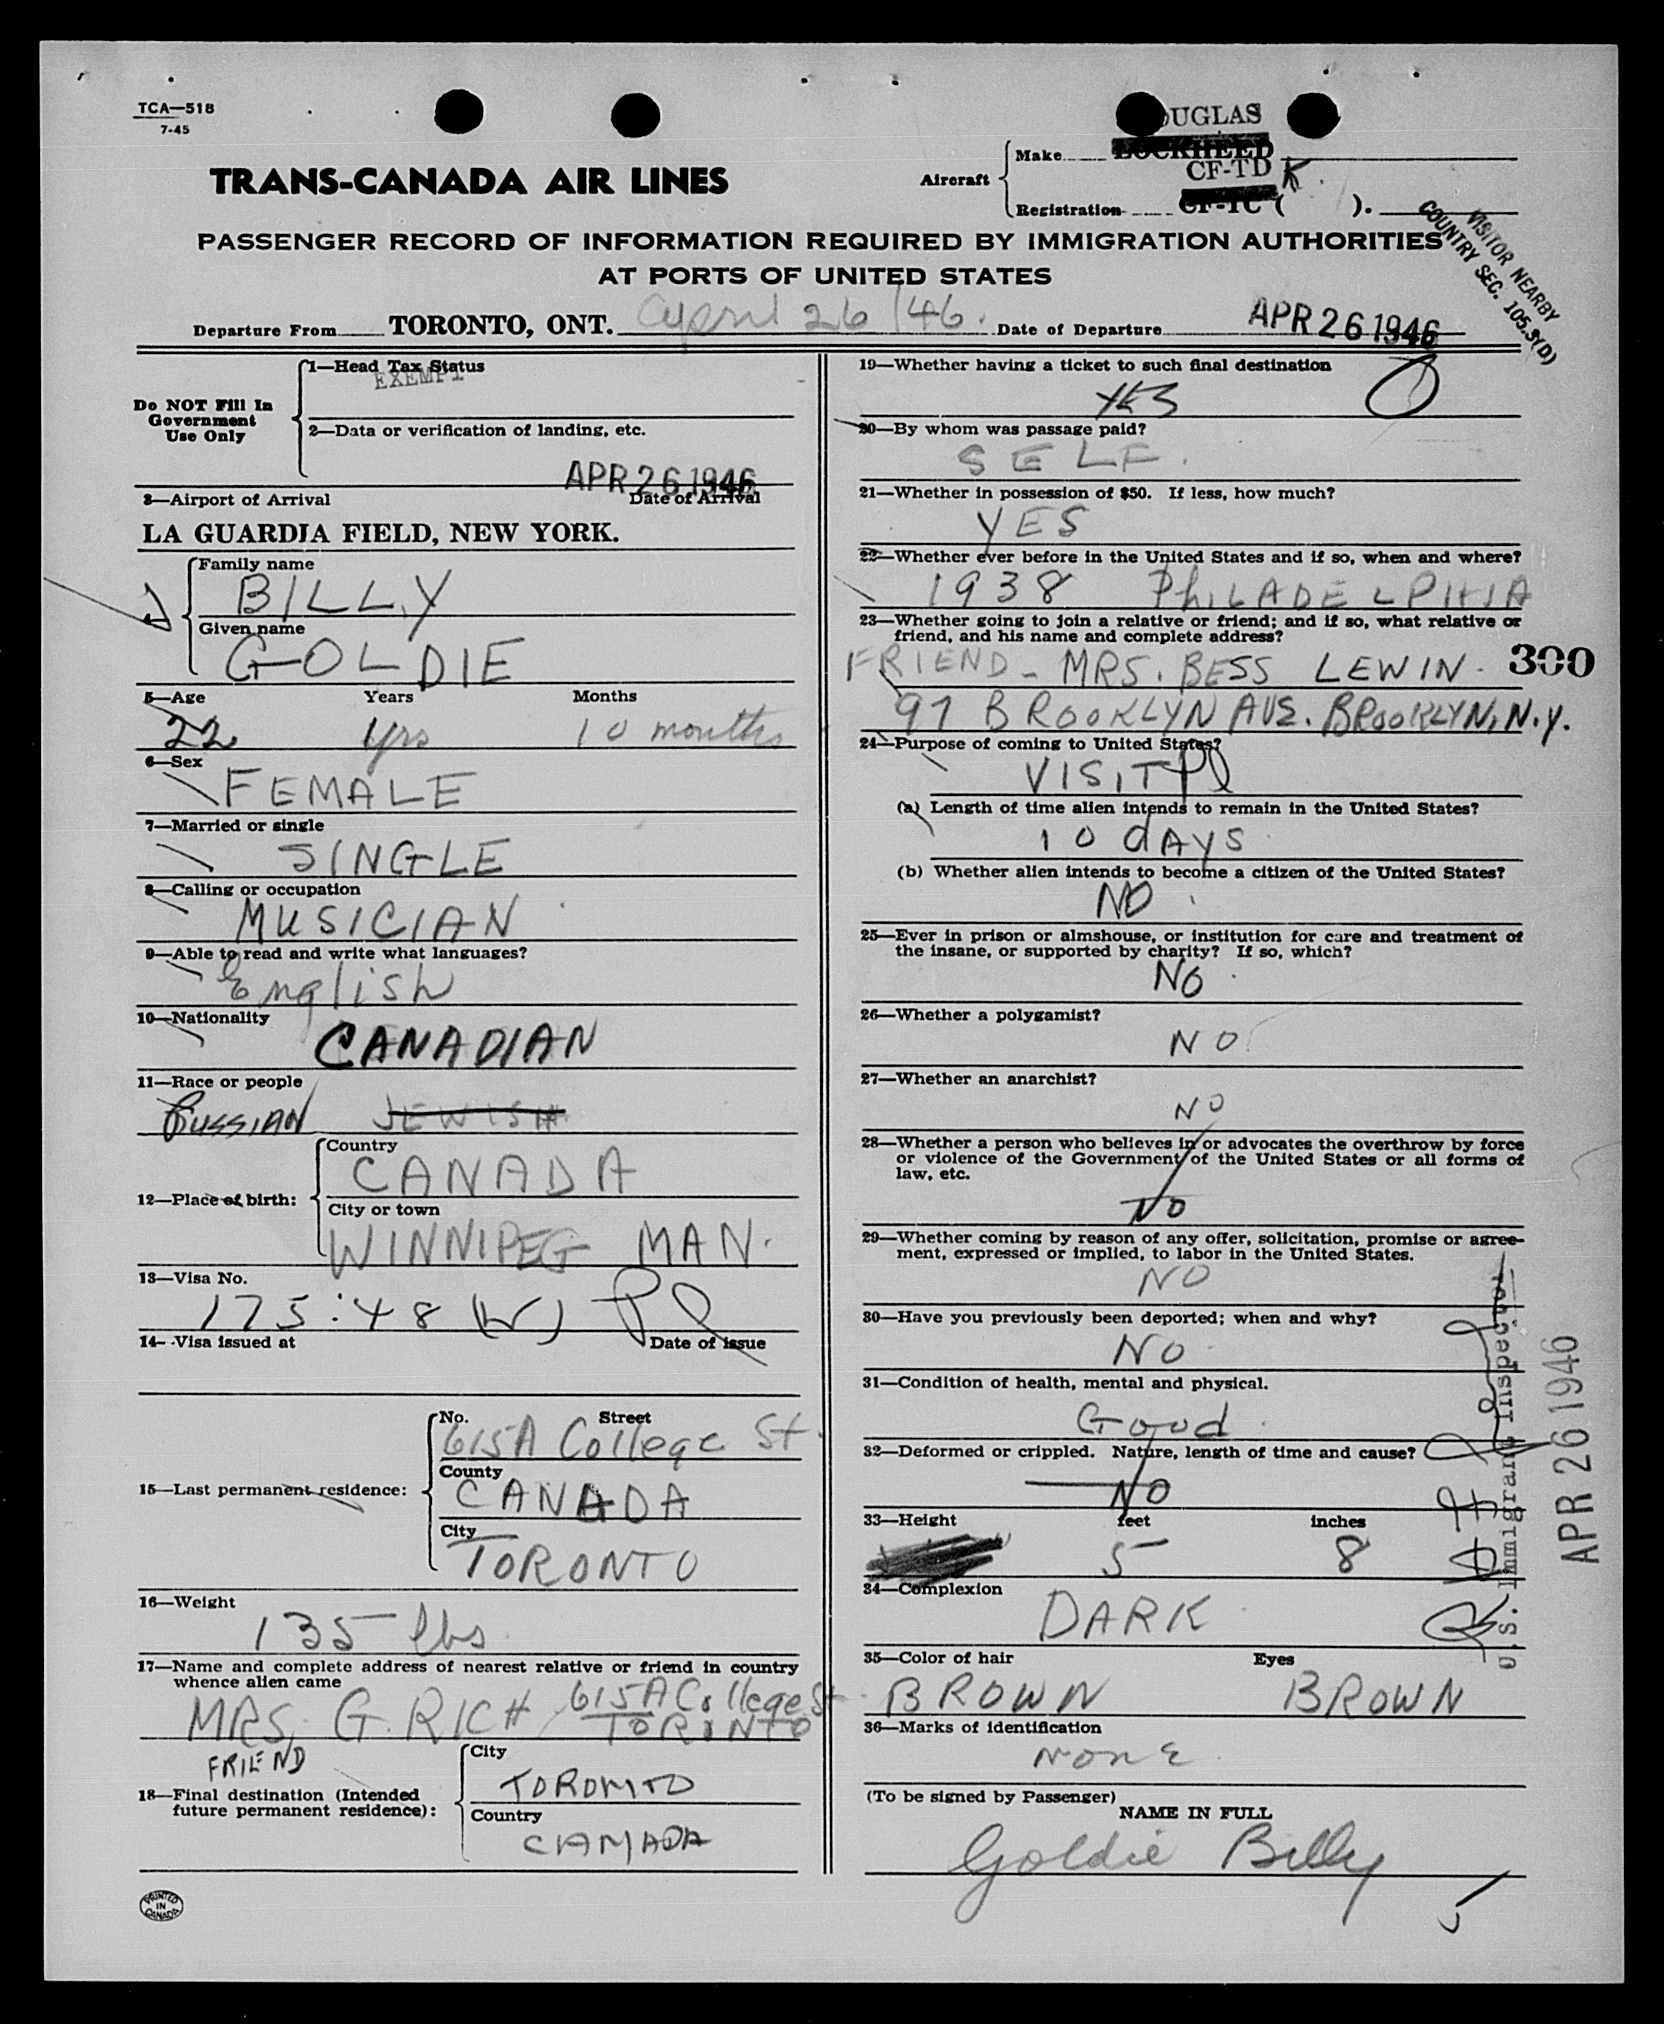 TCA—518
7-45
TRANS-CANADA AIR LINES
Aircraft
Make
DOUGLAS
LOCKHEED
CF-TD K
Registration
CF-TC ( ).
PASSENGER RECORD OF INFORMATION REQUIRED BY IMMIGRATION AUTHORITIES
AT PORTS OF UNITED STATES
VISITOR NEARBY
COUNTRY SEC. 105.3(D)
Departure From TORONTO, ONT. April 26/46. Date of Departure APR 26 1946
Do NOT Fill In
Government
Use Only
1—Head Tax Status
EXEMPT
2—Data or verification of landing, etc.
APR 26 1946
3—Airport of Arrival Date of Arrival
LA GUARDIA FIELD, NEW YORK.
Family name
BILLY
Given name
GOLDIE
5—Age Years Months
22 yrs 10 months
6—Sex
FEMALE
7—Married or single
SINGLE
8—Calling or occupation
MUSICIAN
9—Able to read and write what languages?
English
10—Nationality
CANADIAN
11—Race or people
RUSSIAN JEWISH
12—Place of birth:
Country
CANADA
City or town
WINNIPEG MAN.
13—Visa No.
175:48 (W)
14—Visa issued at Date of issue
15—Last permanent residence:
No. Street
615A College St.
County
CANADA
City
TORONTO
16—Weight
135 lbs
17—Name and complete address of nearest relative or friend in country
whence alien came
MRS. G. RICH 615A College St
TORONTO
FRIEND
18—Final destination (Intended
future permanent residence):
City
TORONTO
Country
CANADA
PRINTED
IN
CANADA
19—Whether having a ticket to such final destination
YES
20—By whom was passage paid?
SELF.
21—Whether in possession of $50. If less, how much?
YES
22—Whether ever before in the United States and if so, when and where?
1938 PHILADELPHIA
23—Whether going to join a relative or friend; and if so, what relative or
friend, and his name and complete address?
FRIEND - MRS. BESS LEWIN. 300
97 BROOKLYN AVE. BROOKLYN, N.Y.
24—Purpose of coming to United States?
VISIT
(a) Length of time alien intends to remain in the United States?
10 dAYS
(b) Whether alien intends to become a citizen of the United States?
NO
25—Ever in prison or almshouse, or institution for care and treatment of
the insane, or supported by charity? If so, which?
NO
26—Whether a polygamist?
NO
27—Whether an anarchist?
NO
28—Whether a person who believes in or advocates the overthrow by force
or violence of the Government of the United States or all forms of
law, etc.
NO
29—Whether coming by reason of any offer, solicitation, promise or agree-
ment, expressed or implied, to labor in the United States.
NO
30—Have you previously been deported; when and why?
NO
31—Condition of health, mental and physical.
Good
32—Deformed or crippled. Nature, length of time and cause?
NO
33—Height feet inches
5 8
34—Complexion
DARK
35—Color of hair Eyes
BROWN BROWN
36—Marks of identification
none
(To be signed by Passenger)
NAME IN FULL
Goldie Billy
U.S. Immigrant Inspector
APR 26 1946